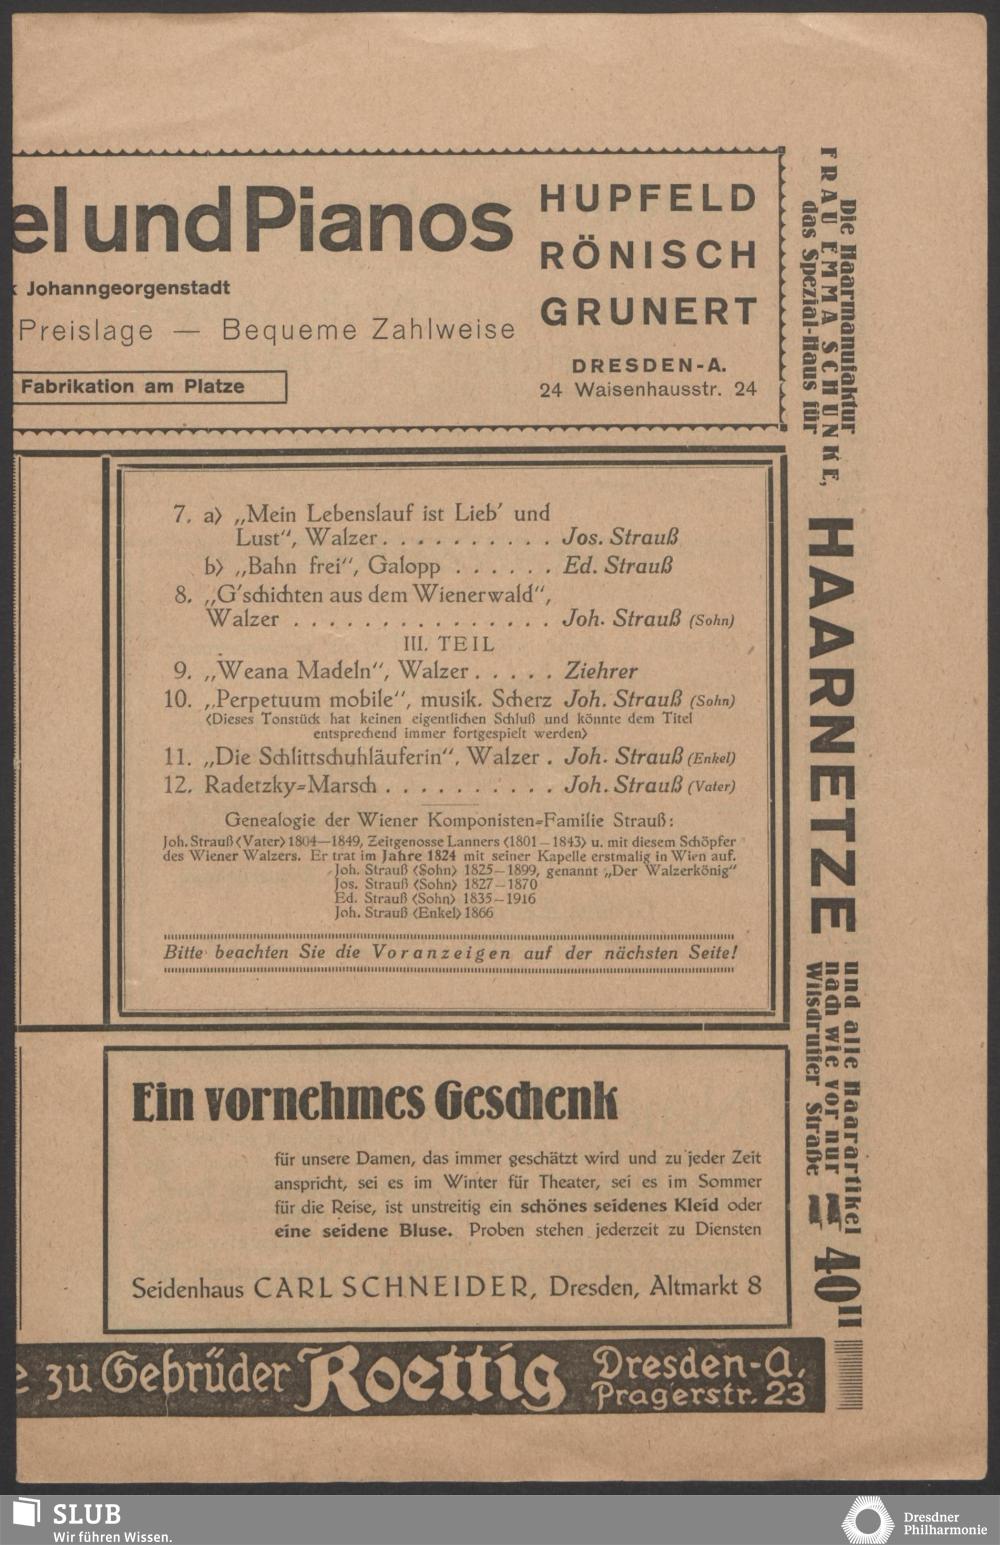 el und Pianos
Johanngeorgenstadt
Preislage — Bequeme Zahlweise
Fabrikation am Platze
HUPFELD
RÖNISCH
GRUNERT
DRESDEN-A.
24 Waisenhausstr. 24
7. a) „Mein Lebenslauf ist Lieb’ und
Lust“, Walzer . . . . . . . . . . Jos. Strauß
b) „Bahn frei“, Galopp . . . . . . Ed. Strauß
8. „G’schichten aus dem Wienerwald“,
Walzer . . . . . . . . . . . . . . . Joh. Strauß (Sohn)
III. TEIL
9. „Weana Madeln“, Walzer . . . . . Ziehrer
10. „Perpetuum mobile“, musik. Scherz Joh. Strauß (Sohn)
(Dieses Tonstück hat keinen eigentlichen Schluß und könnte dem Titel
entsprechend immer fortgespielt werden)
11. „Die Schlittschuhläuferin“, Walzer . Joh. Strauß (Enkel)
12. Radetzky=Marsch . . . . . . . . . . Joh. Strauß (Vater)
Genealogie der Wiener Komponisten=Familie Strauß:
Joh. Strauß (Vater) 1804—1849, Zeitgenosse Lanners (1801—1843) u. mit diesem Schöpfer
des Wiener Walzers. Er trat im Jahre 1824 mit seiner Kapelle erstmalig in Wien auf.
Joh. Strauß (Sohn) 1825—1899, genannt „Der Walzerkönig“
Jos. Strauß (Sohn) 1827—1870
Ed. Strauß (Sohn) 1835—1916
Joh. Strauß (Enkel) 1866
Bitte beachten Sie die Voranzeigen auf der nächsten Seite!
Ein vornehmes Geschenk
für unsere Damen, das immer geschätzt wird und zu jeder Zeit
anspricht, sei es im Winter für Theater, sei es im Sommer
für die Reise, ist unstreitig ein schönes seidenes Kleid oder
eine seidene Bluse. Proben stehen jederzeit zu Diensten
Seidenhaus CARL SCHNEIDER, Dresden, Altmarkt 8
Die Haarmanufaktur
FRAU EMMA SCHUNKE,
das Spezial-Haus für
HAARNETZE
und alle Haarartikel
nach wie vor nur
Wilsdruffer Straße
40II
zu Gebrüder Roettig Dresden-A,
Pragerstr. 23
SLUB
Wir führen Wissen.
Dresdner
Philharmonie